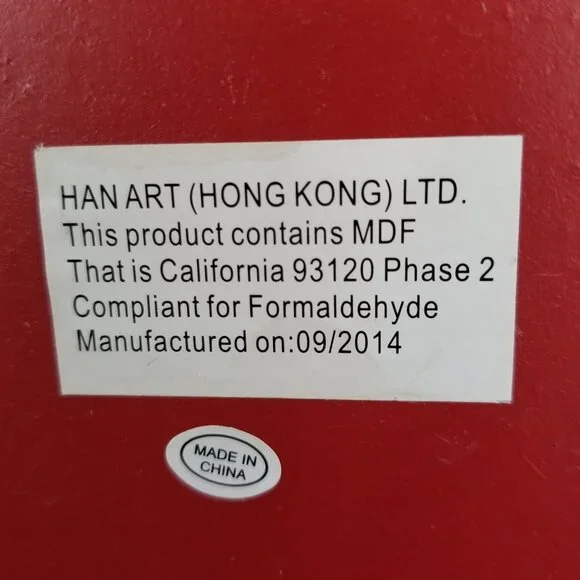 HAN ART (HONG KONG) LTD.
This product contains MDF
That is California 93120 Phase 2
Compliant for Formaldehyde
Manufactured on:09/2014
MADE IN
CHINA